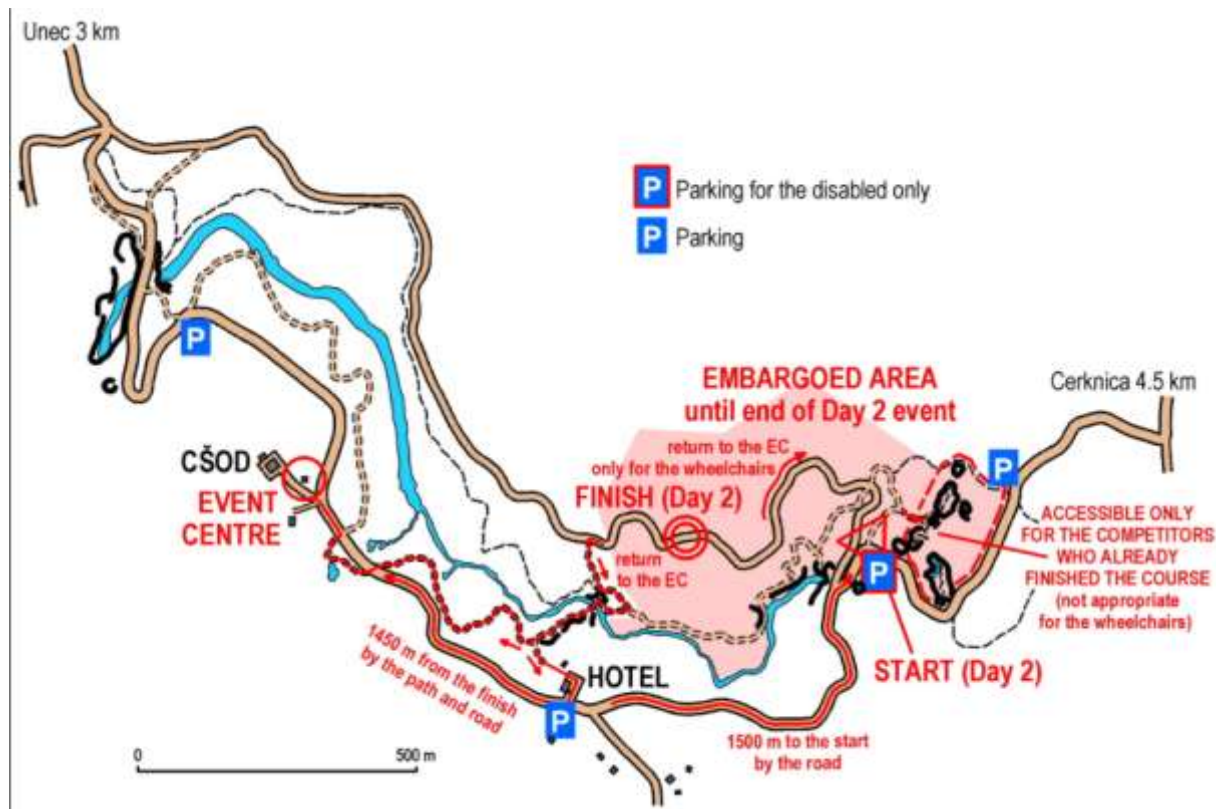 Unec 3 km
P Parking for the disabled only
P Parking
P
EMBARGOED AREA
until end of Day 2 event
Cerknica 4.5 km
return to the EC
only for the wheelchairs
FINISH (Day 2)
P
CŠOD
EVENT
CENTRE
ACCESSIBLE ONLY
FOR THE COMPETITORS
WHO ALREADY
FINISHED THE COURSE
(not appropriate
for the wheelchairs)
return
to the EC
P
1450 m from the finish
by the path and road
HOTEL
START (Day 2)
P
1500 m to the start
by the road
0 500 m